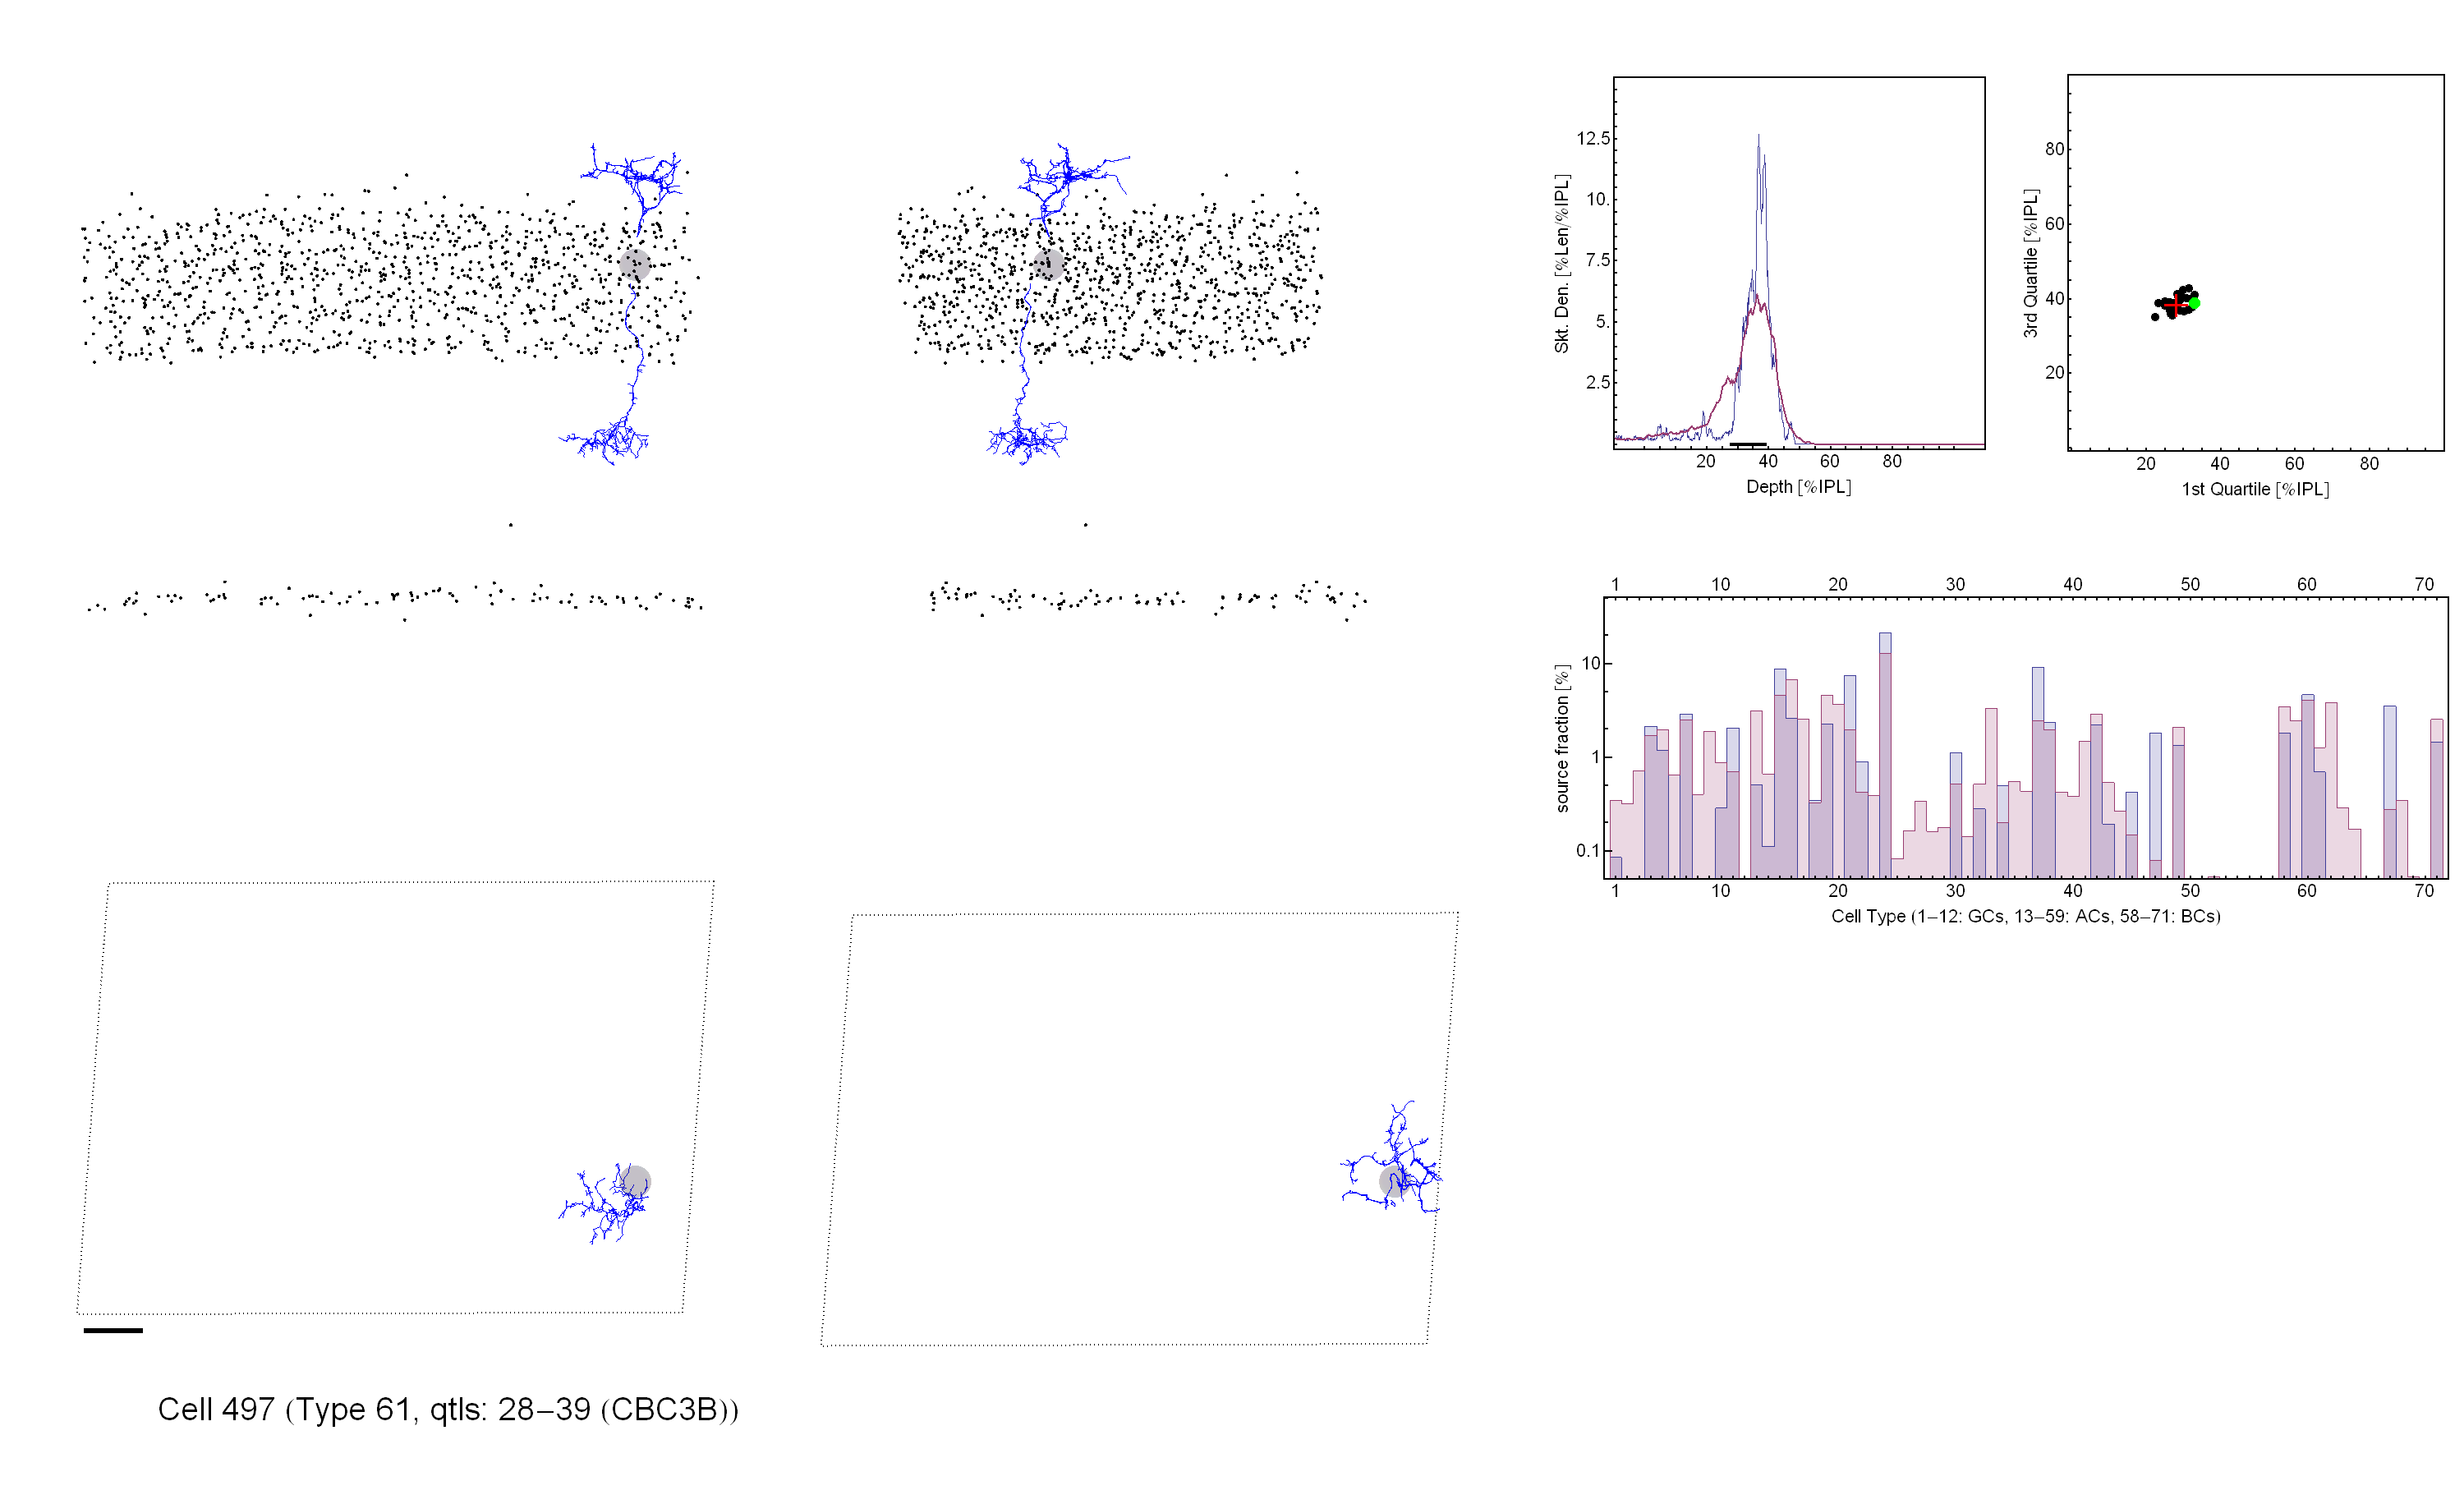 12.5
10.
7.5
5.
2.5
Skt. Den. [%Len/%IPL]
20 40 60 80
Depth [%IPL]
80
60
40
20
3rd Quartile [%IPL]
20 40 60 80
1st Quartile [%IPL]
1 10 20 30 40 50 60 70
10
1
0.1
source fraction [%]
1 10 20 30 40 50 60 70
Cell Type (1–12: GCs, 13–59: ACs, 58–71: BCs)
Cell 497 (Type 61, qtls: 28–39 (CBC3B))